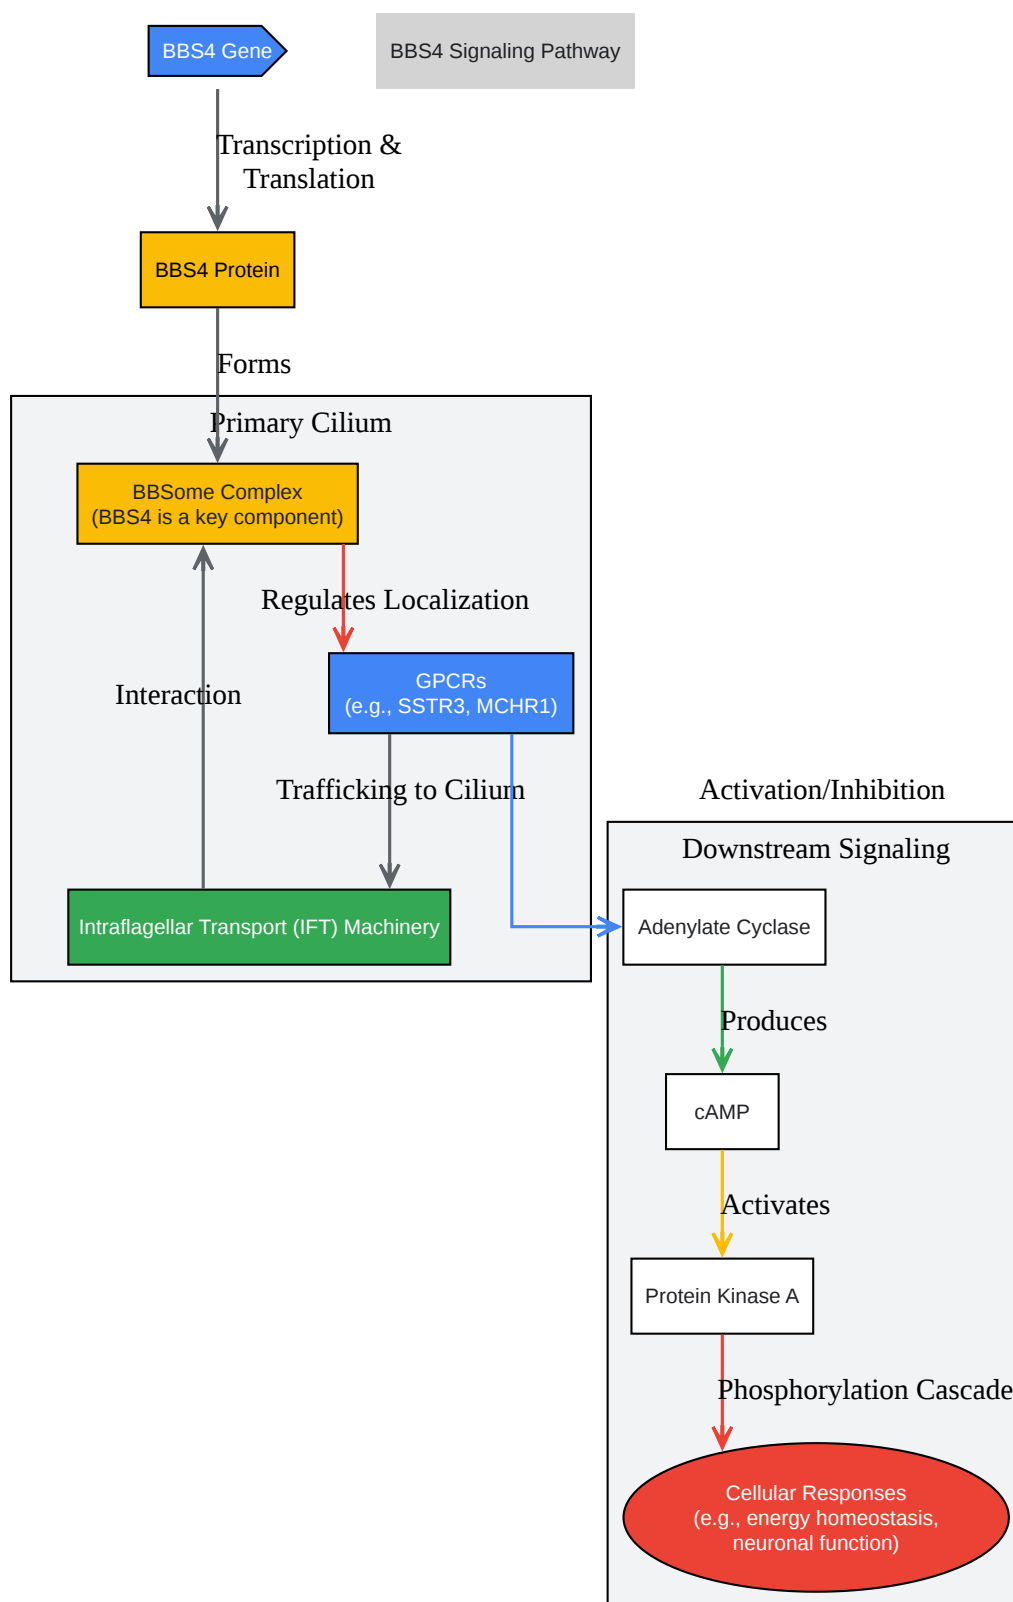 BBS4 Gene
BBS4 Signaling Pathway
Transcription &
Translation
BBS4 Protein
Forms
Primary Cilium
BBSome Complex
(BBS4 is a key component)
Regulates Localization
GPCRs
(e.g., SSTR3, MCHR1)
Interaction
Trafficking to Cilium
Activation/Inhibition
Downstream Signaling
Intraflagellar Transport (IFT) Machinery
Adenylate Cyclase
Produces
cAMP
Activates
Protein Kinase A
Phosphorylation Cascade
Cellular Responses
(e.g., energy homeostasis,
neuronal function)